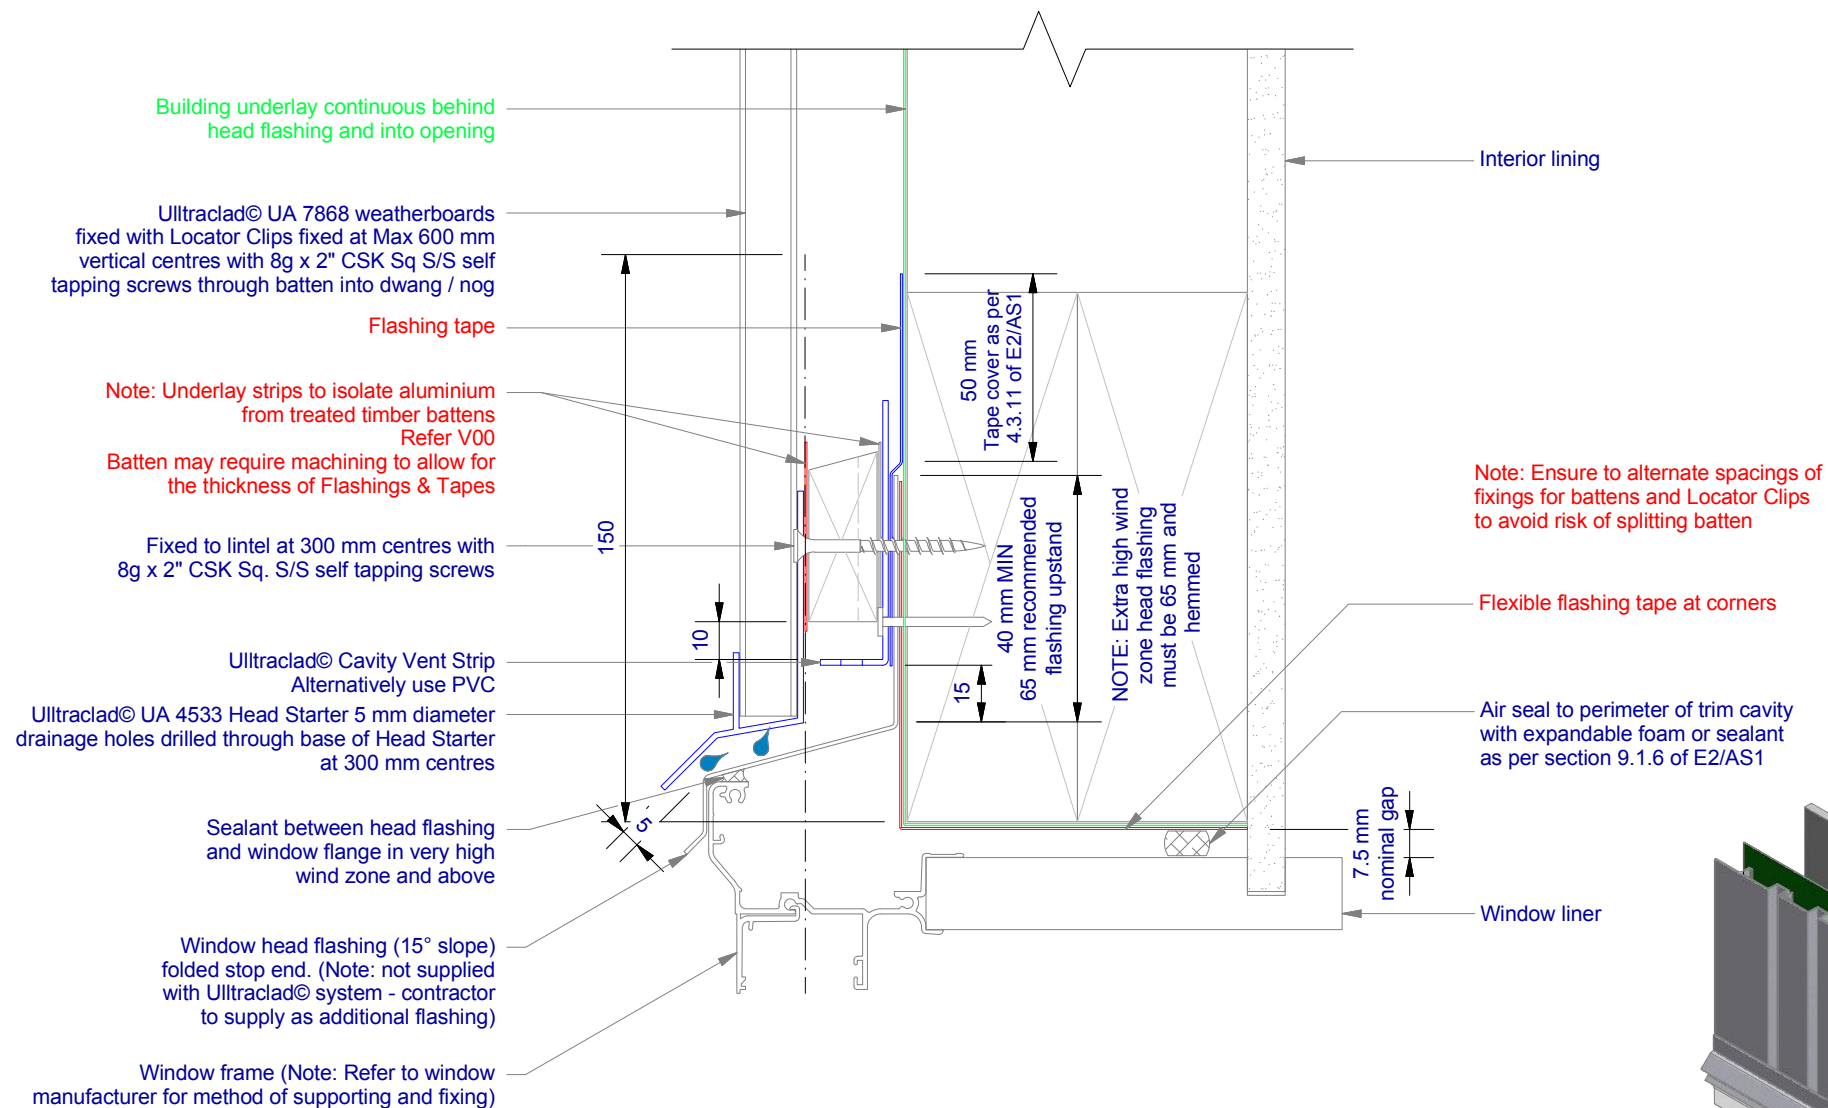 Building underlay continuous behind
head flashing and into opening
Ulltraclad© UA 7868 weatherboards
fixed with Locator Clips fixed at Max 600 mm
vertical centres with 8g x 2" CSK Sq S/S self
tapping screws through batten into dwang / nog
Flashing tape
Note: Underlay strips to isolate aluminium
from treated timber battens
Refer V00
Batten may require machining to allow for
the thickness of Flashings & Tapes
Fixed to lintel at 300 mm centres with
8g x 2" CSK Sq. S/S self tapping screws
Ulltraclad© Cavity Vent Strip
Alternatively use PVC
Ulltraclad© UA 4533 Head Starter 5 mm diameter
drainage holes drilled through base of Head Starter
at 300 mm centres
Sealant between head flashing
and window flange in very high
wind zone and above
Window head flashing (15° slope)
folded stop end. (Note: not supplied
with Ulltraclad© system - contractor
to supply as additional flashing)
Window frame (Note: Refer to window
manufacturer for method of supporting and fixing)
150
10
5
15
50 mm
Tape cover as per
4.3.11 of E2/AS1
40 mm MIN
65 mm recommended
flashing upstand
NOTE: Extra high wind
zone head flashing
must be 65 mm and
hemmed
7.5 mm
nominal gap
Interior lining
Note: Ensure to alternate spacings of
fixings for battens and Locator Clips
to avoid risk of splitting batten
Flexible flashing tape at corners
Air seal to perimeter of trim cavity
with expandable foam or sealant
as per section 9.1.6 of E2/AS1
Window liner